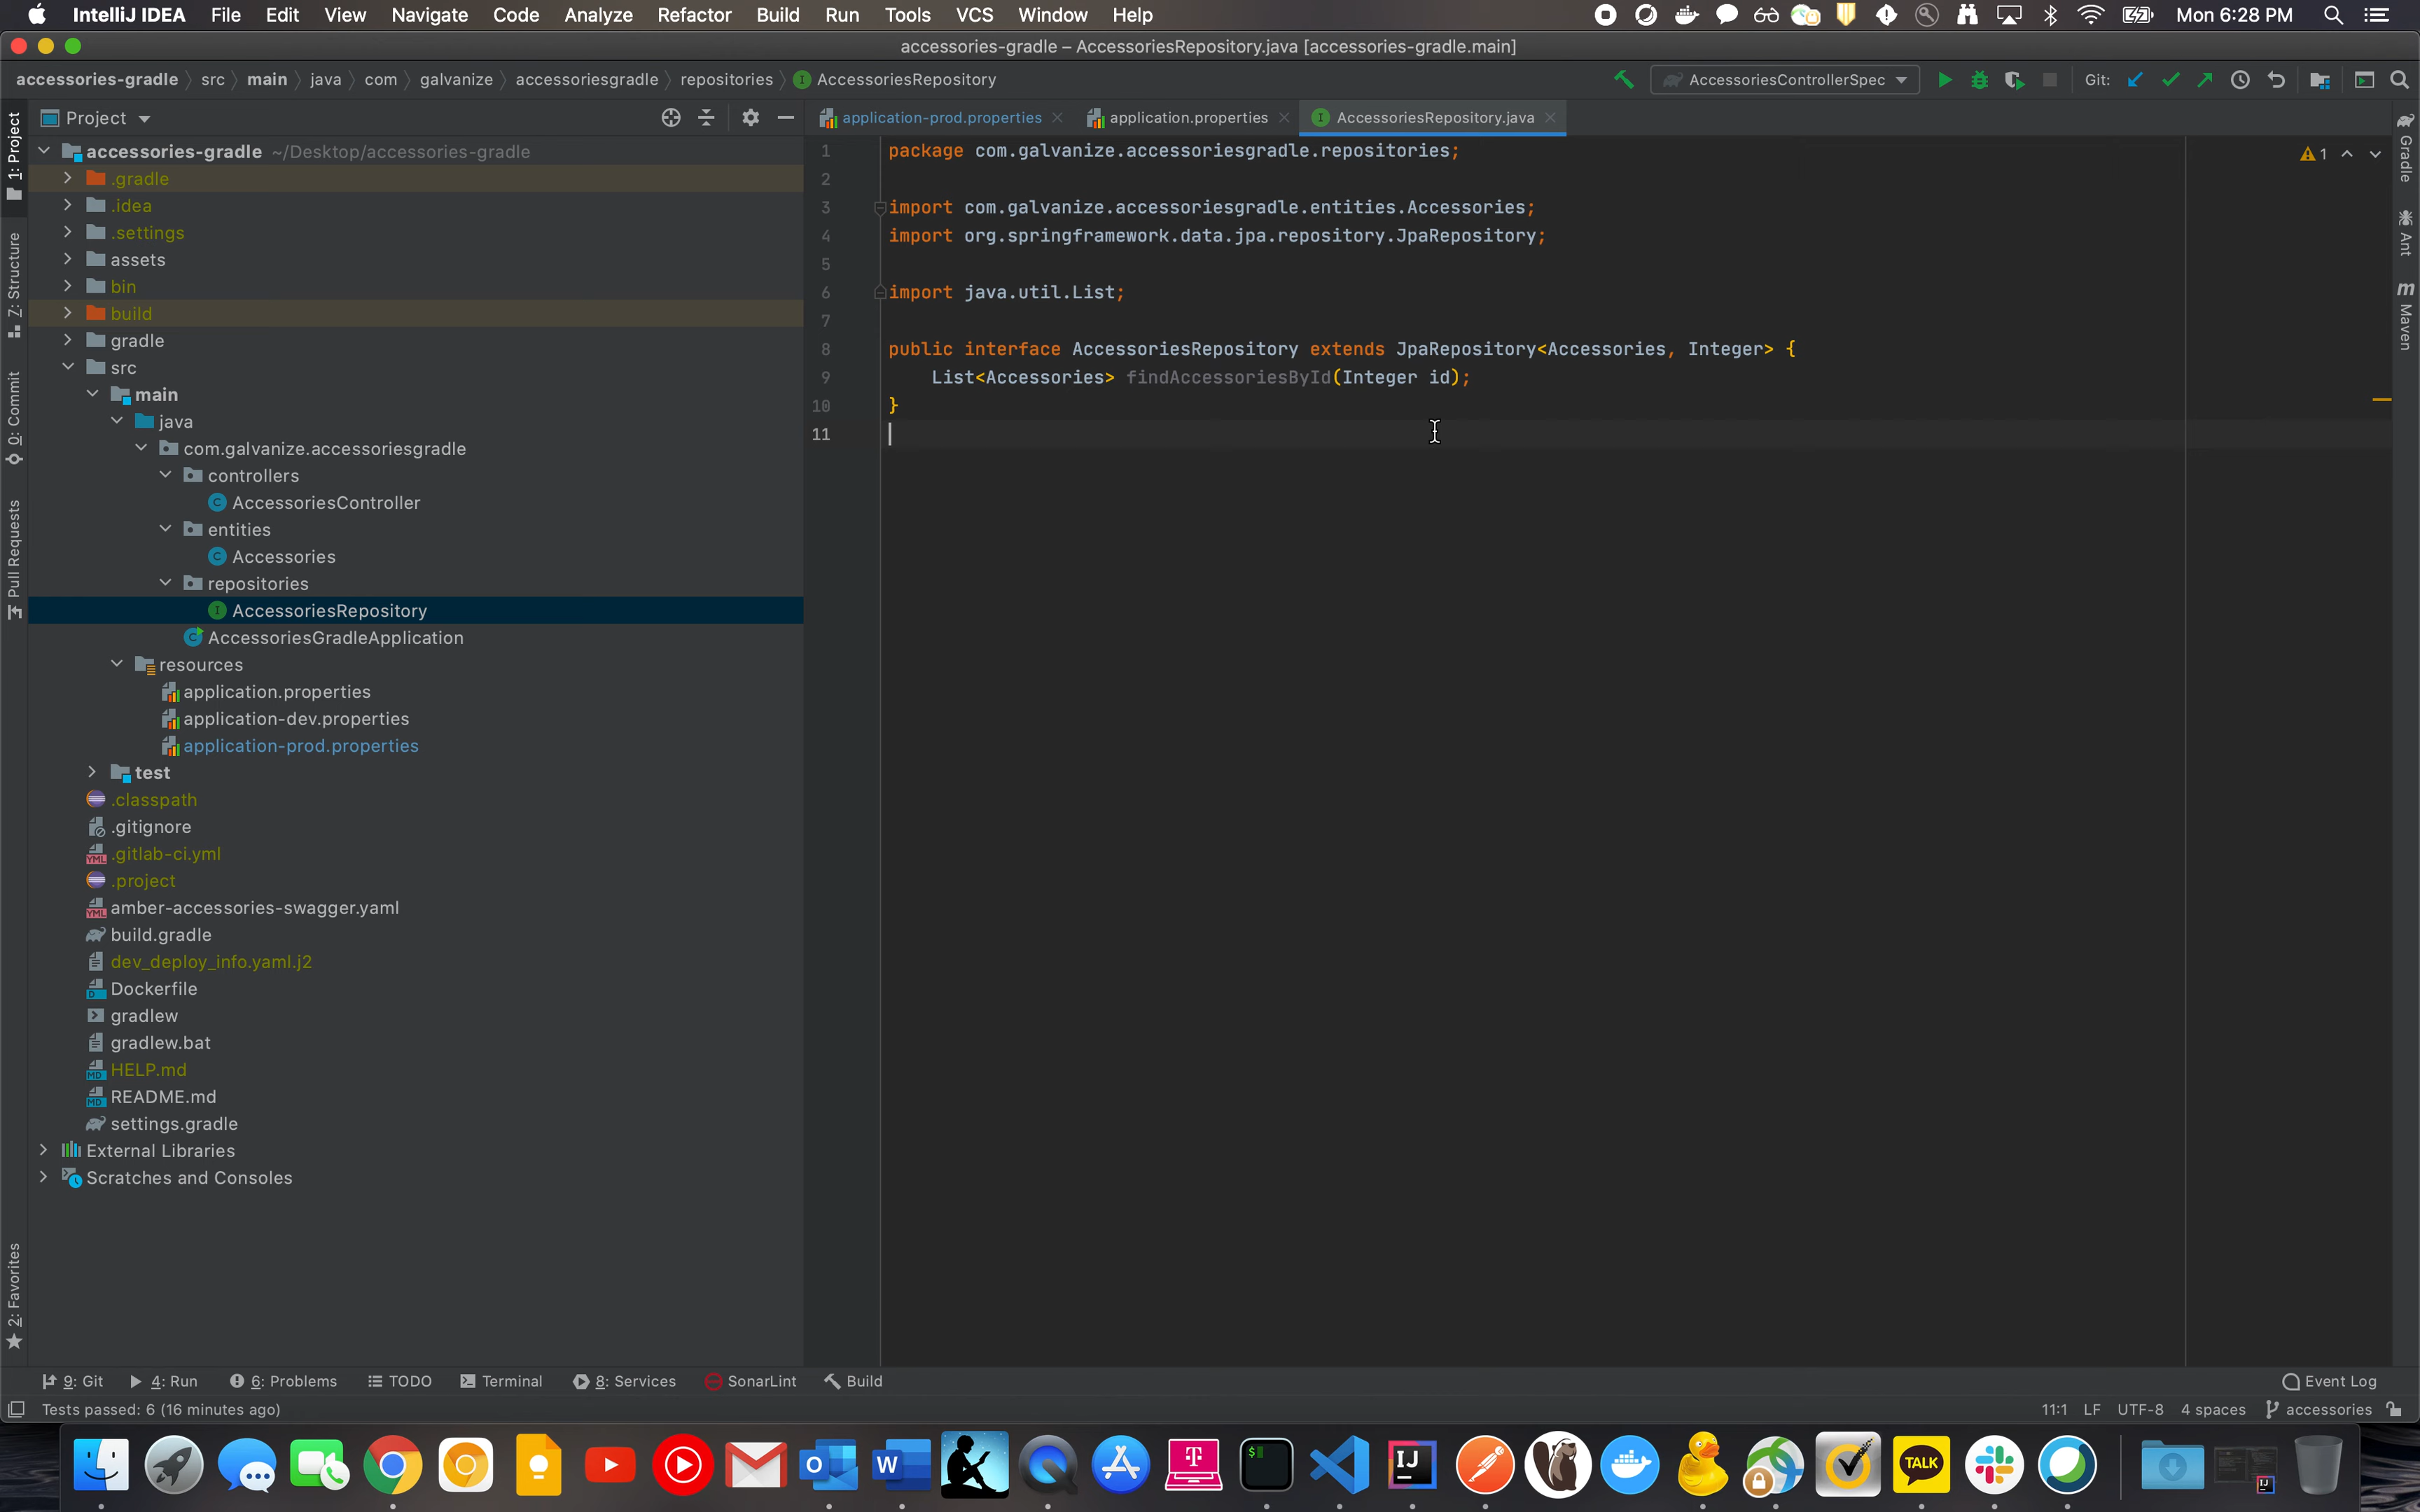 IntelliJ IDEA File Edit View Navigate Code Analyze Refactor Build Run Tools VCS Window Help Mon 6:28 PM
accessories-gradle – AccessoriesRepository.java [accessories-gradle.main]
accessories-gradle src main java com galvanize accessoriesgradle repositories I AccessoriesRepository AccessoriesControllerSpec Git:
Project
application-prod.properties application.properties I AccessoriesRepository.java
accessories-gradle ~/Desktop/accessories-gradle
.gradle
.idea
.settings
assets
bin
build
gradle
src
main
java
com.galvanize.accessoriesgradle
controllers
C AccessoriesController
entities
C Accessories
repositories
I AccessoriesRepository
C AccessoriesGradleApplication
resources
application.properties
application-dev.properties
application-prod.properties
test
.classpath
.gitignore
YML .gitlab-ci.yml
.project
YML amber-accessories-swagger.yaml
build.gradle
dev_deploy_info.yaml.j2
D Dockerfile
gradlew
gradlew.bat
MD HELP.md
MD README.md
settings.gradle
External Libraries
Scratches and Consoles
1 package com.galvanize.accessoriesgradle.repositories;
2
3 import com.galvanize.accessoriesgradle.entities.Accessories;
4 import org.springframework.data.jpa.repository.JpaRepository;
5
6 import java.util.List;
7
8 public interface AccessoriesRepository extends JpaRepository<Accessories, Integer> {
9 List<Accessories> findAccessoriesById(Integer id);
10 }
11
1
1: Project
7: Structure
0: Commit
Pull Requests
2: Favorites
Gradle
Ant
m Maven
9: Git 4: Run 6: Problems TODO Terminal 8: Services SonarLint Build Event Log
Tests passed: 6 (16 minutes ago) 11:1 LF UTF-8 4 spaces accessories
O W T $ IJ TALK IJ